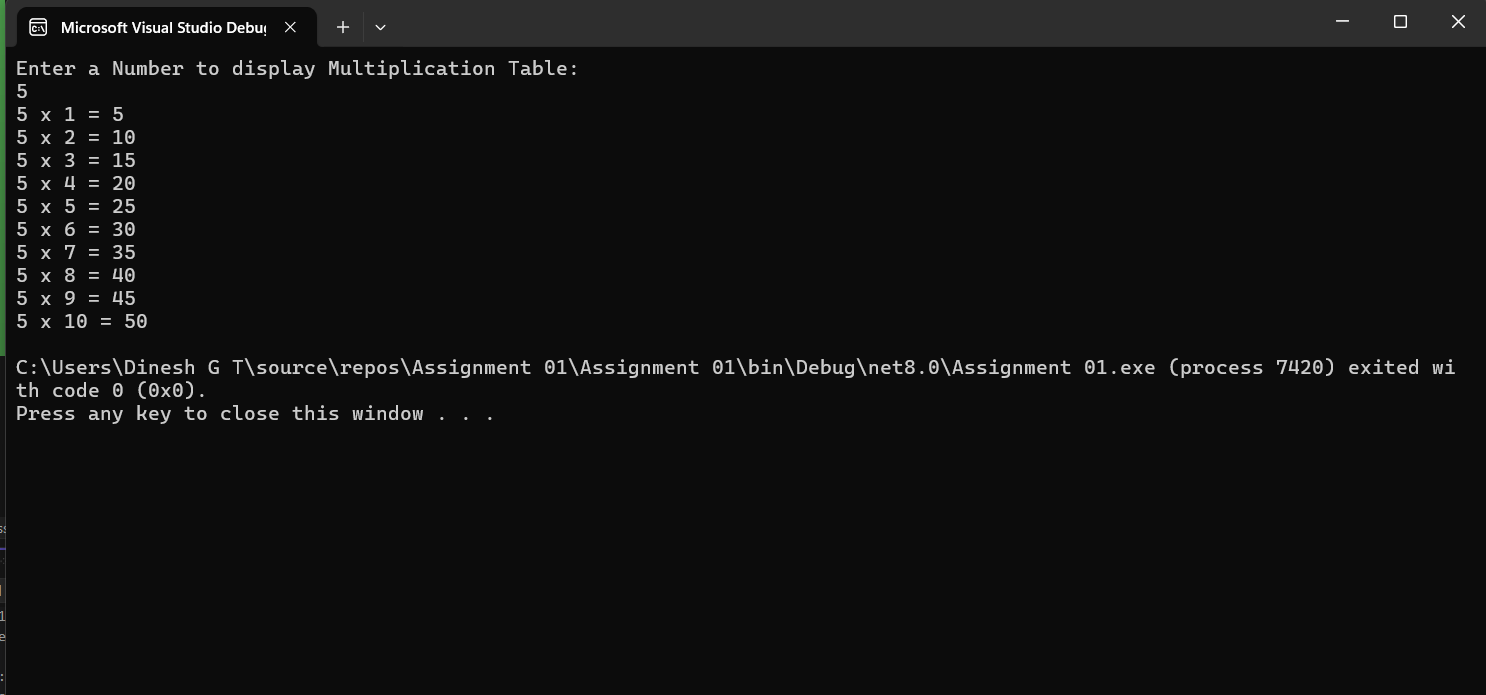 Microsoft Visual Studio Debug
Enter a Number to display Multiplication Table:
5
5 x 1 = 5
5 x 2 = 10
5 x 3 = 15
5 x 4 = 20
5 x 5 = 25
5 x 6 = 30
5 x 7 = 35
5 x 8 = 40
5 x 9 = 45
5 x 10 = 50
C:\Users\Dinesh G T\source\repos\Assignment 01\Assignment 01\bin\Debug\net8.0\Assignment 01.exe (process 7420) exited wi
th code 0 (0x0).
Press any key to close this window . . .